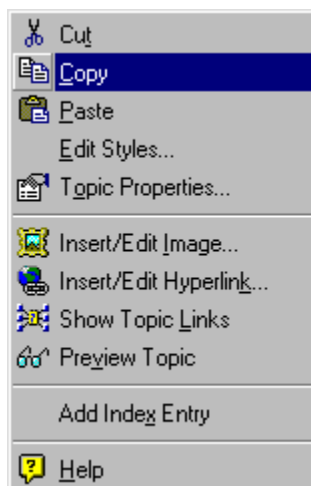 Cut
Copy
Paste
Edit Styles...
Topic Properties...
Insert/Edit Image...
Insert/Edit Hyperlink...
Show Topic Links
Preview Topic
Add Index Entry
Help